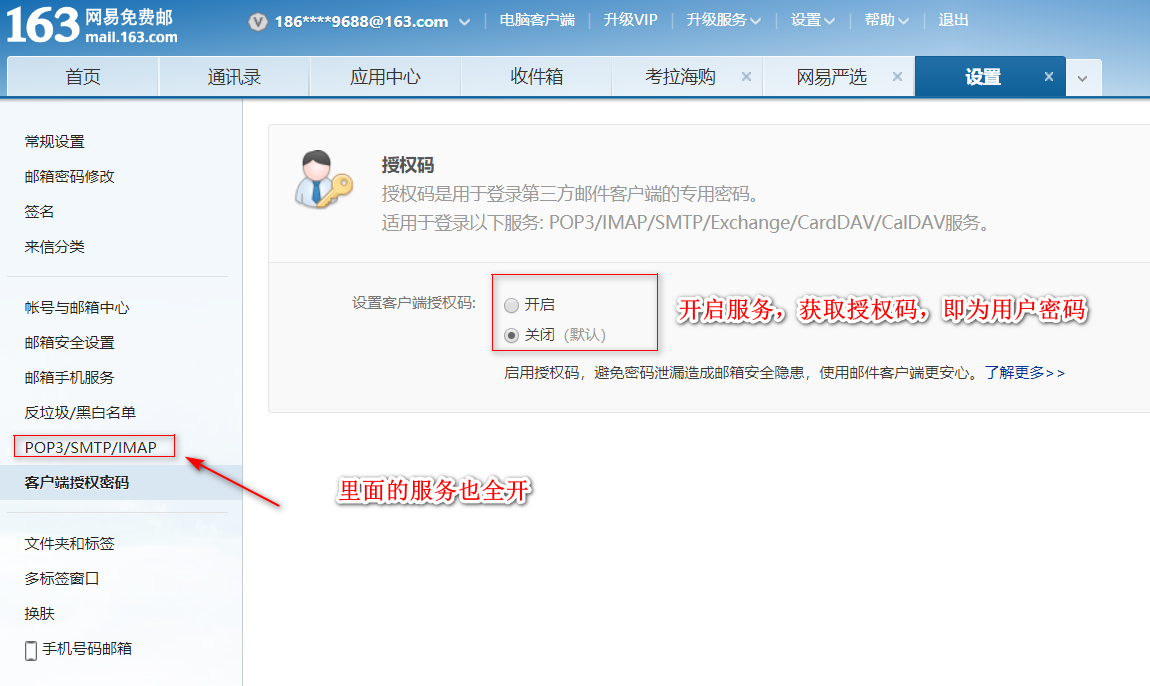 163 网易免费邮
mail.163.com
186****9688@163.com 电脑客户端 升级VIP 升级服务 设置 帮助 退出
首页 通讯录 应用中心 收件箱 考拉海购 × 网易严选 × 设置 ×
常规设置
邮箱密码修改
签名
来信分类
帐号与邮箱中心
邮箱安全设置
邮箱手机服务
反垃圾/黑白名单
POP3/SMTP/IMAP
客户端授权密码
文件夹和标签
多标签窗口
换肤
手机号码邮箱
授权码
授权码是用于登录第三方邮件客户端的专用密码。
适用于登录以下服务: POP3/IMAP/SMTP/Exchange/CardDAV/CalDAV服务。
设置客户端授权码: 开启
关闭 (默认)
开启服务，获取授权码，即为用户密码
启用授权码，避免密码泄漏造成邮箱安全隐患，使用邮件客户端更安心。了解更多>>
里面的服务也全开